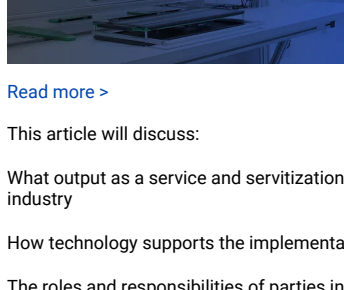 Read more >
This article will discuss:
What output as a service and servitization
industry
How technology supports the
The roles and responsibilities of parties in